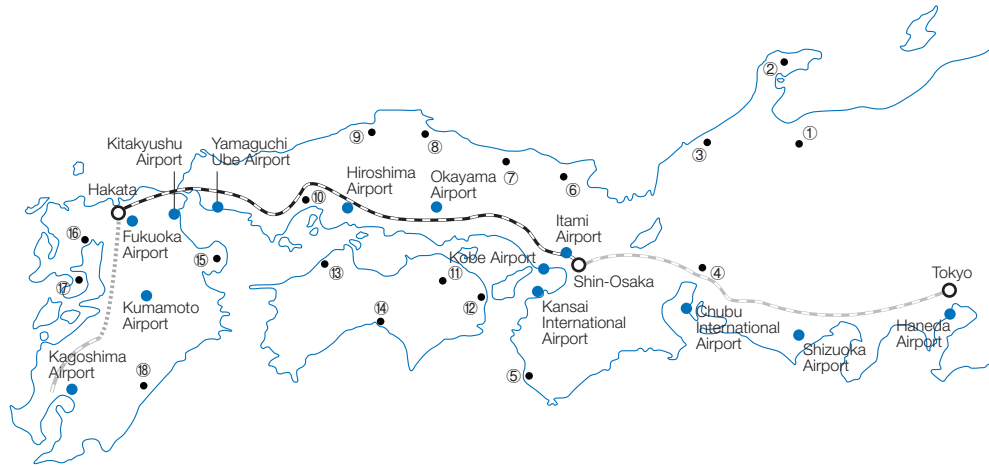 ②
①
③
⑨
⑧
Kitakyushu
Airport
Yamaguchi
Ube Airport
⑦
⑥
Hakata
⑩
Hiroshima
Airport
Okayama
Airport
Fukuoka
Airport
⑯
⑮
Itami
Airport
Kobe Airport
Shin-Osaka
④
Tokyo
⑬
⑪
⑫
⑰
Kumamoto
Airport
⑭
Kansai
International
Airport
Chubu
International
Airport
Shizuoka
Airport
Haneda
Airport
Kagoshima
Airport
⑱
⑤